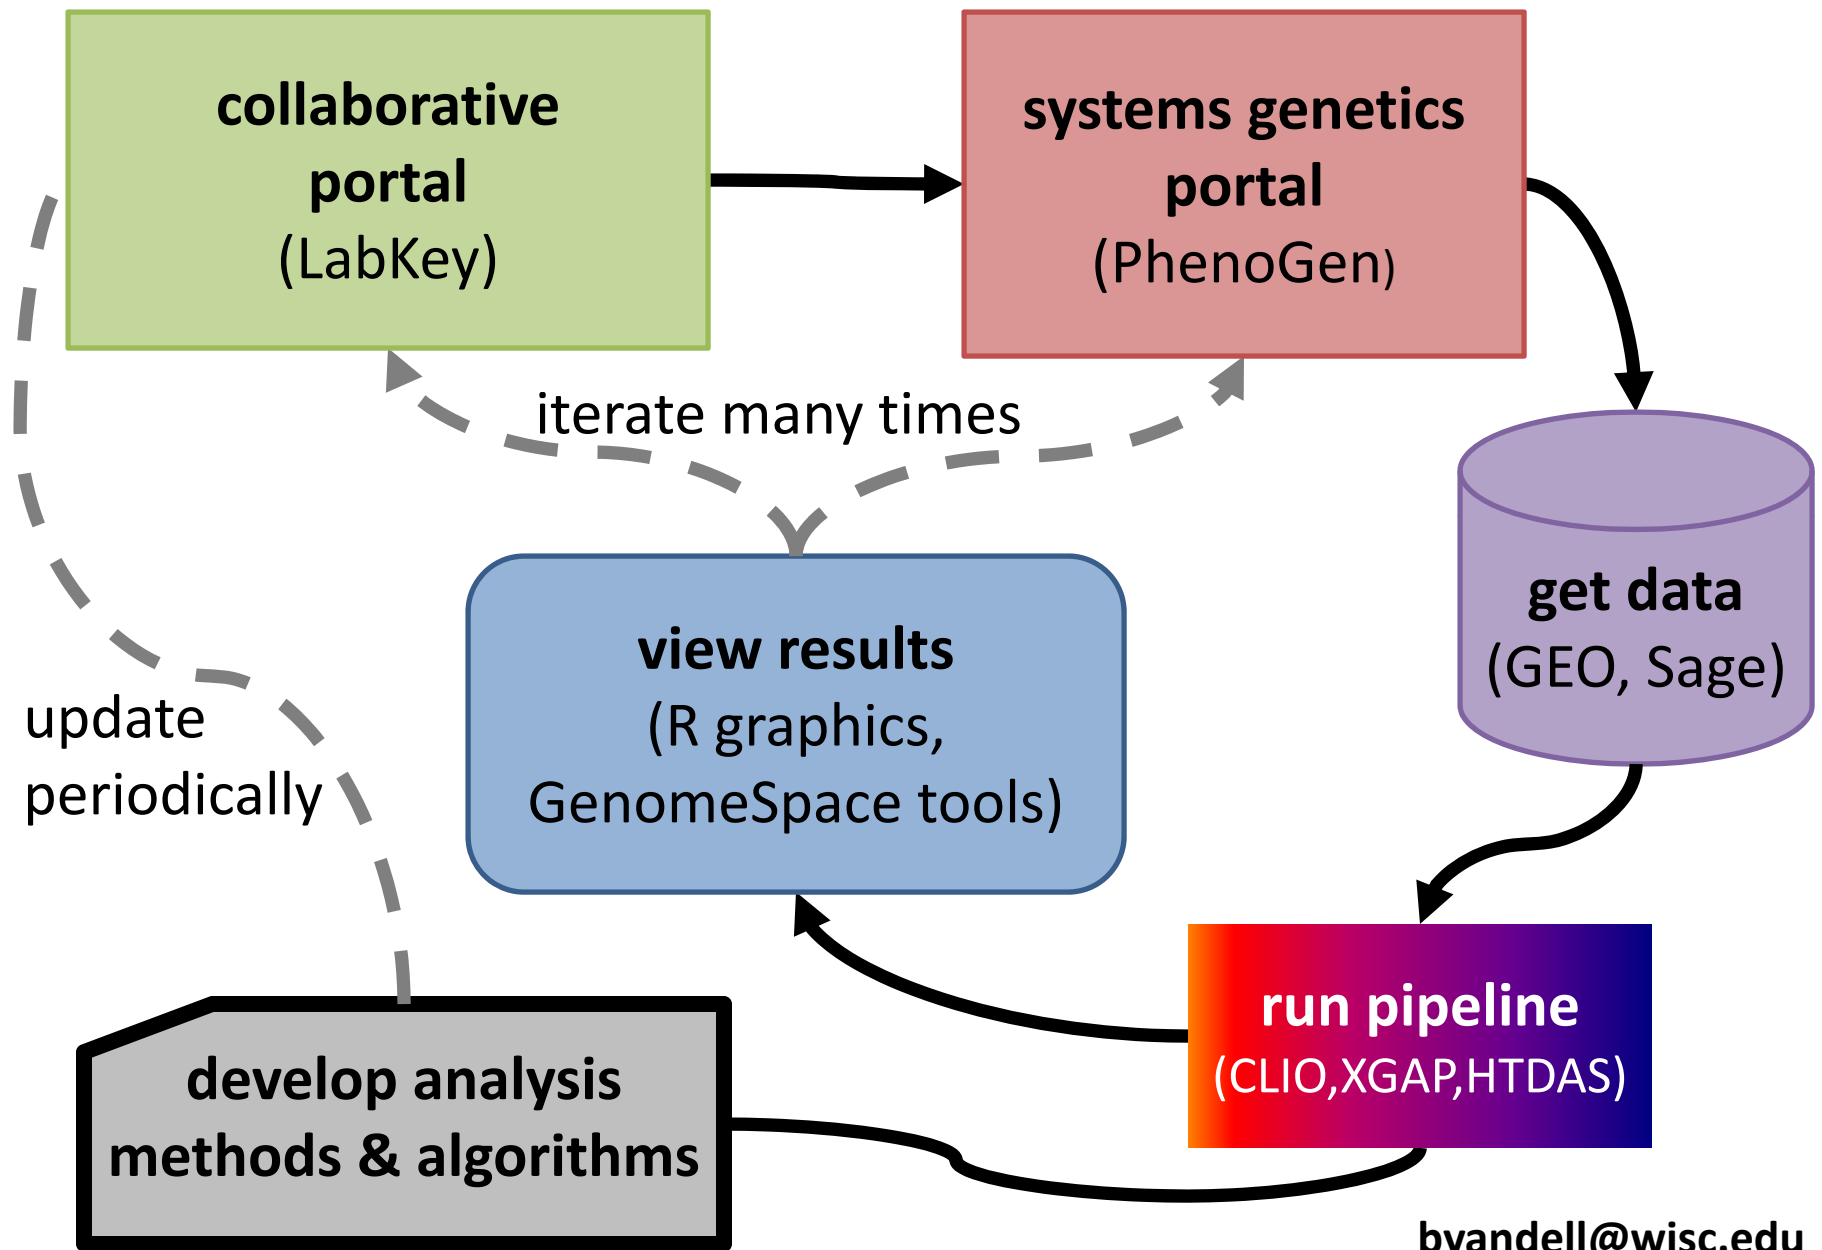 collaborative
portal
(LabKey)
systems genetics
portal
(PhenoGen)
iterate many times
get data
(GEO, Sage)
view results
(R graphics,
GenomeSpace tools)
update
periodically
run pipeline
(CLIO,XGAP,HTDAS)
develop analysis
methods & algorithms
byandell@wisc.edu